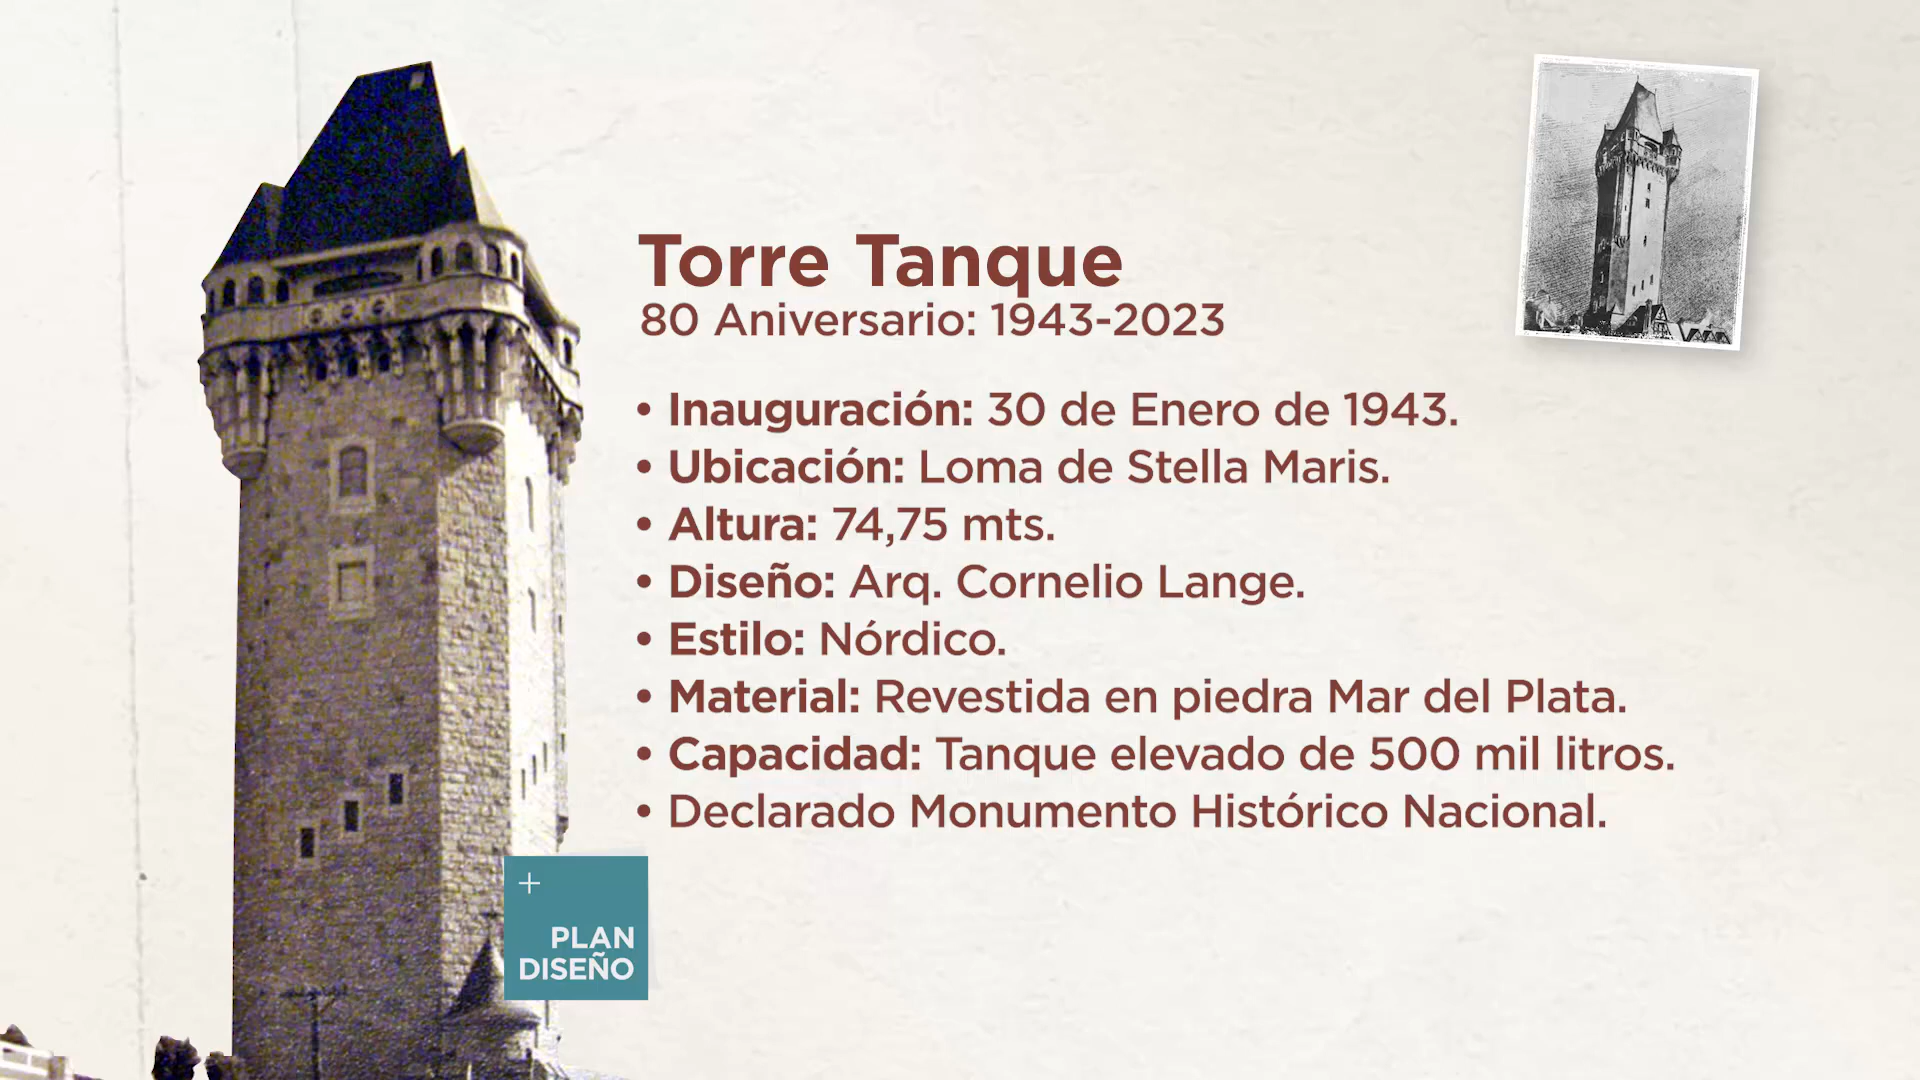 Torre Tanque
80 Aniversario: 1943-2023
• Inauguración: 30 de Enero de 1943.
• Ubicación: Loma de Stella Maris.
• Altura: 74,75 mts.
• Diseño: Arq. Cornelio Lange.
• Estilo: Nórdico.
• Material: Revestida en piedra Mar del Plata.
• Capacidad: Tanque elevado de 500 mil litros.
• Declarado Monumento Histórico Nacional.
+
PLAN
DISEÑO